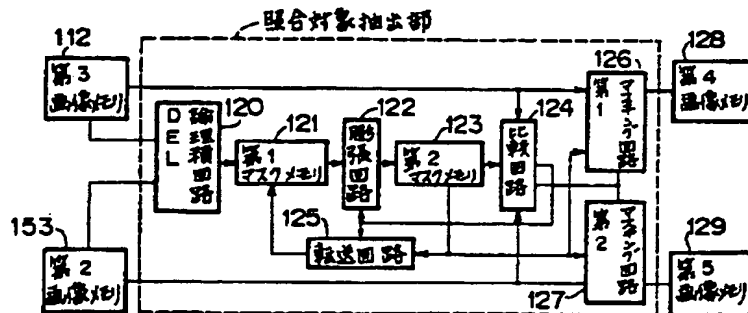 照合対象抽出部
112
第3
画像メモリ
153
第2
画像メモリ
120
DEL
論理積回路
121
第1
マスクメモリ
122
膨張回路
123
第2
マスクメモリ
124
比較回路
125
転送回路
126
第1
マスキング回路
127
第2
マスキング回路
128
第4
画像メモリ
129
第5
画像メモリ